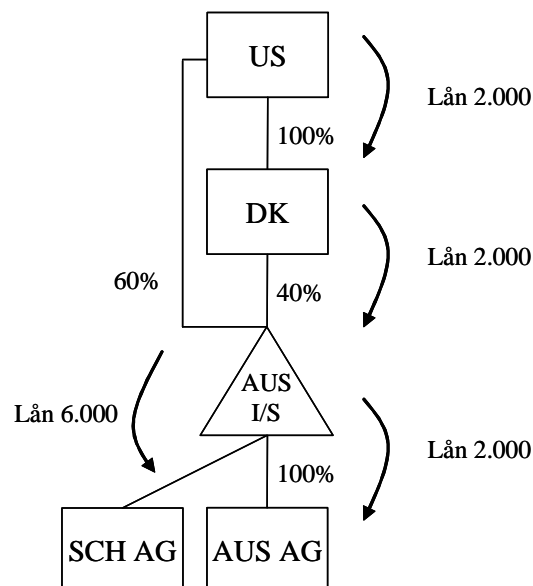 US
Lån 2.000
100%
DK
Lån 2.000
60%
40%
AUS
I/S
Lån 6.000
Lån 2.000
100%
SCH AG
AUS AG